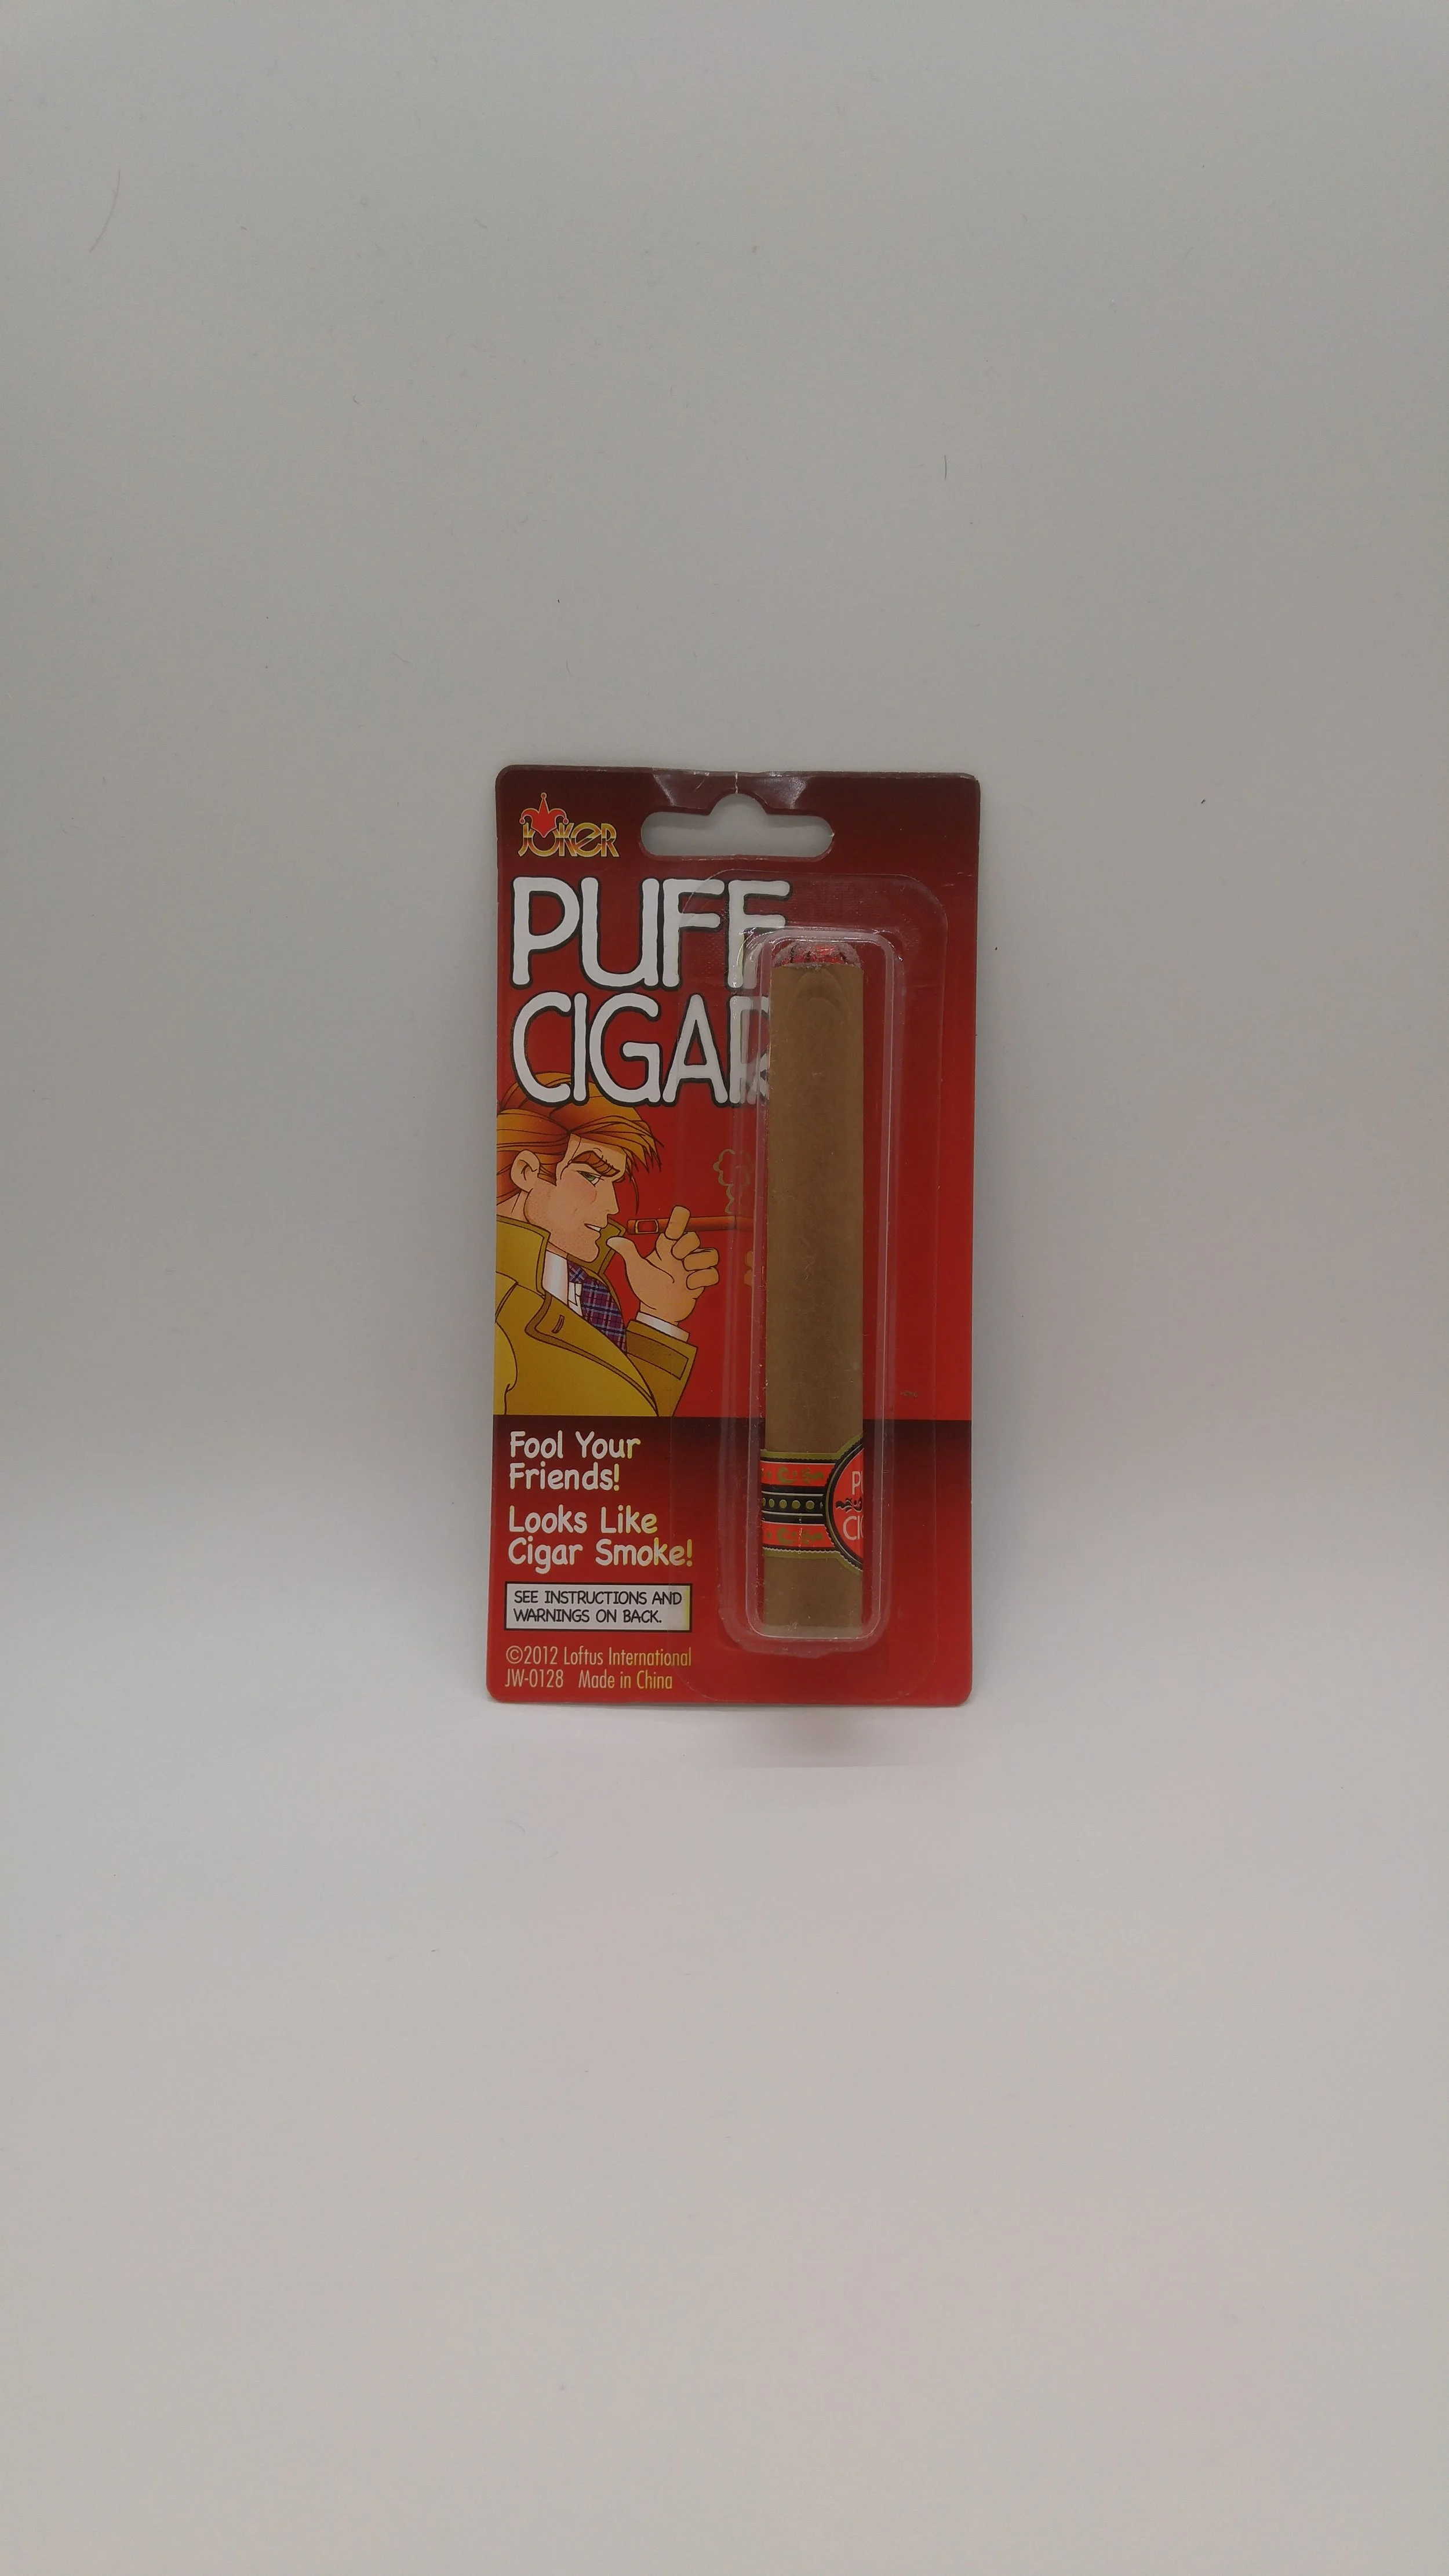 JOKER
PUFF
CIGAR
Fool Your
Friends!
Looks Like
Cigar Smoke!
SEE INSTRUCTIONS AND
WARNINGS ON BACK.
©2012 Loftus International
JW-0128 Made in China